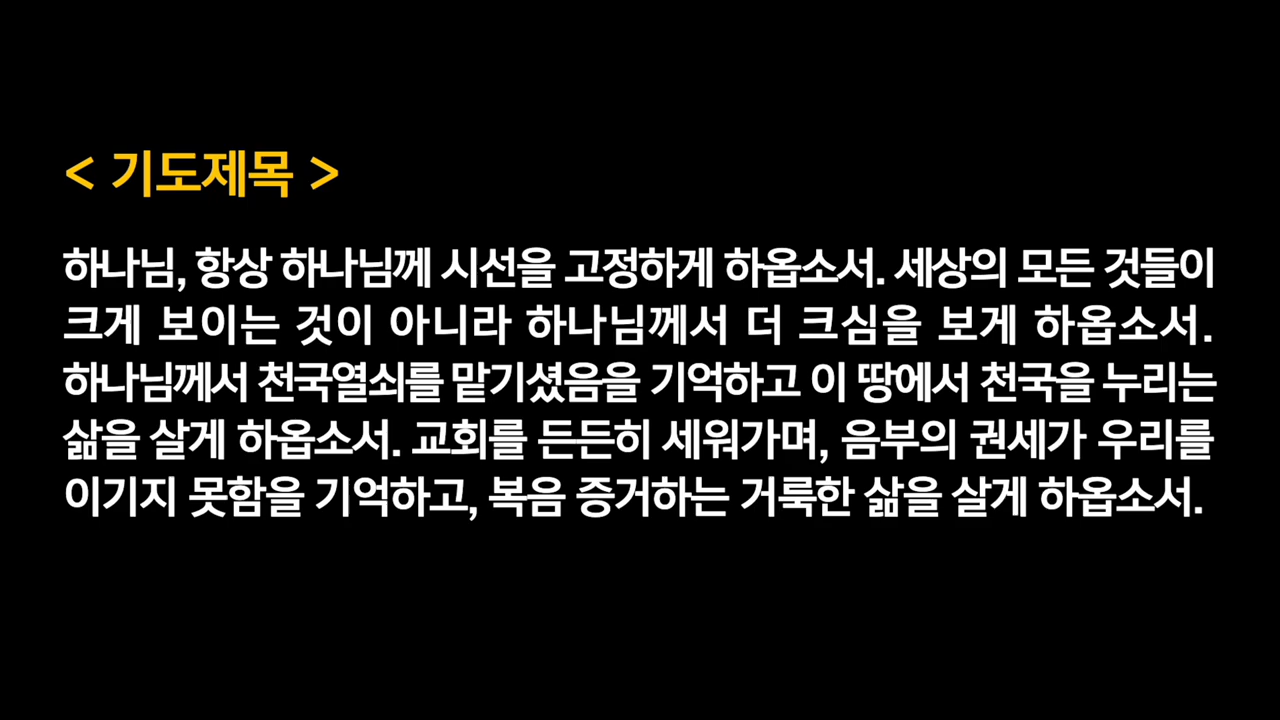 < 기도제목 >
하나님, 항상 하나님께 시선을 고정하게 하옵소서. 세상의 모든 것들이
크게 보이는 것이 아니라 하나님께서 더 크심을 보게 하옵소서.
하나님께서 천국열쇠를 맡기셨음을 기억하고 이 땅에서 천국을 누리는
삶을 살게 하옵소서. 교회를 든든히 세워가며, 음부의 권세가 우리를
이기지 못함을 기억하고, 복음 증거하는 거룩한 삶을 살게 하옵소서.